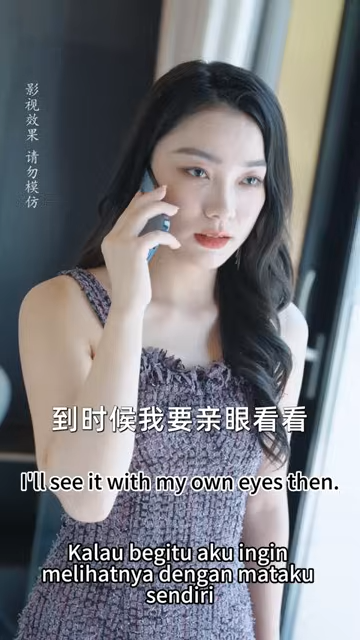 影视效果 请勿模仿
到时候我要亲眼看看
I'll see it with my own eyes then.
Kalau begitu aku ingin
melihatnya dengan mataku
sendiri